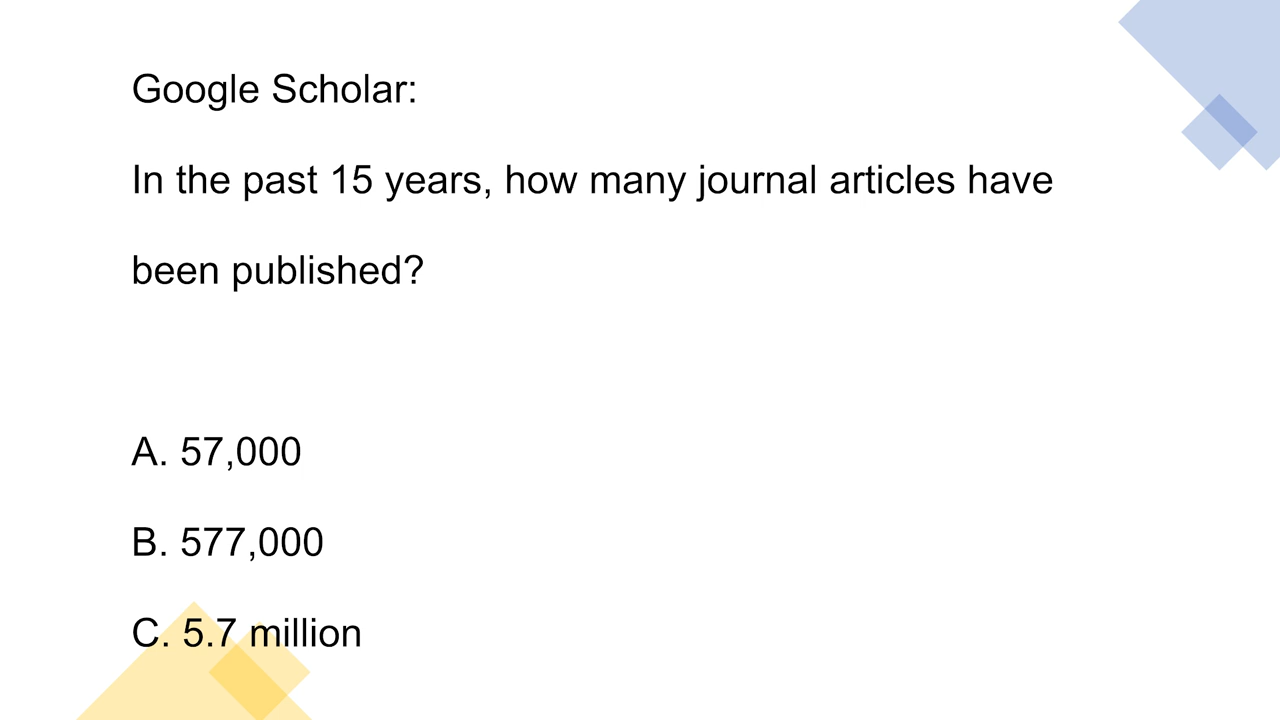 Google Scholar:
In the past 15 years, how many journal articles have
been published?
A. 57,000
B. 577,000
C. 5.7 million